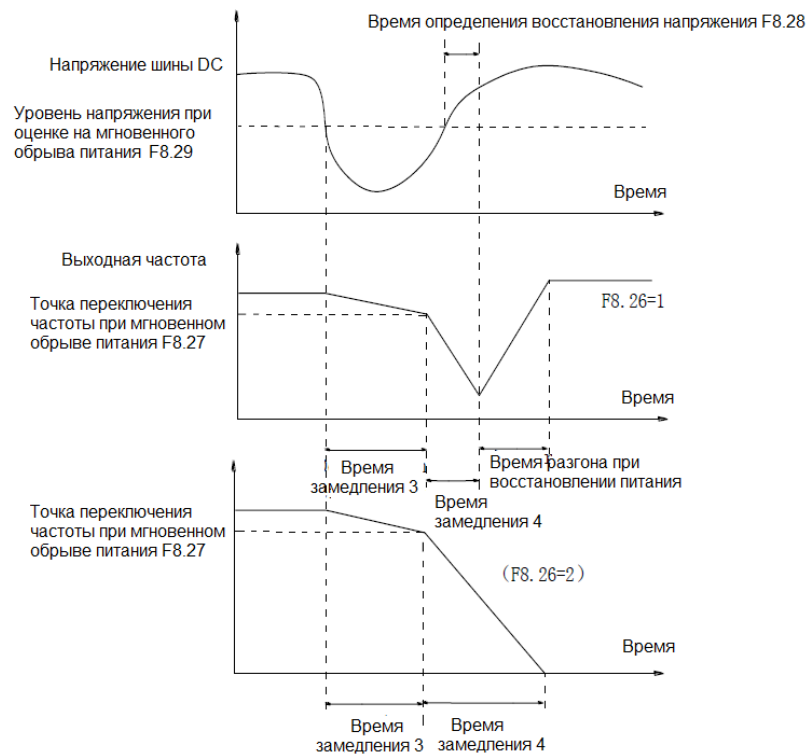 Время определения восстановления напряжения F8.28
Напряжение шины DC
Уровень напряжения при
оценке на мгновенного
обрыва питания F8.29
Время
Выходная частота
Точка переключения
частоты при мгновенном
обрыве питания F8.27
F8.26=1
Время
Время
замедления 3
Время разгона при
восстановлении питания
Время
замедления 4
Точка переключения
частоты при мгновенном
обрыве питания F8.27
(F8.26=2)
Время
Время
замедления 3
Время
замедления 4